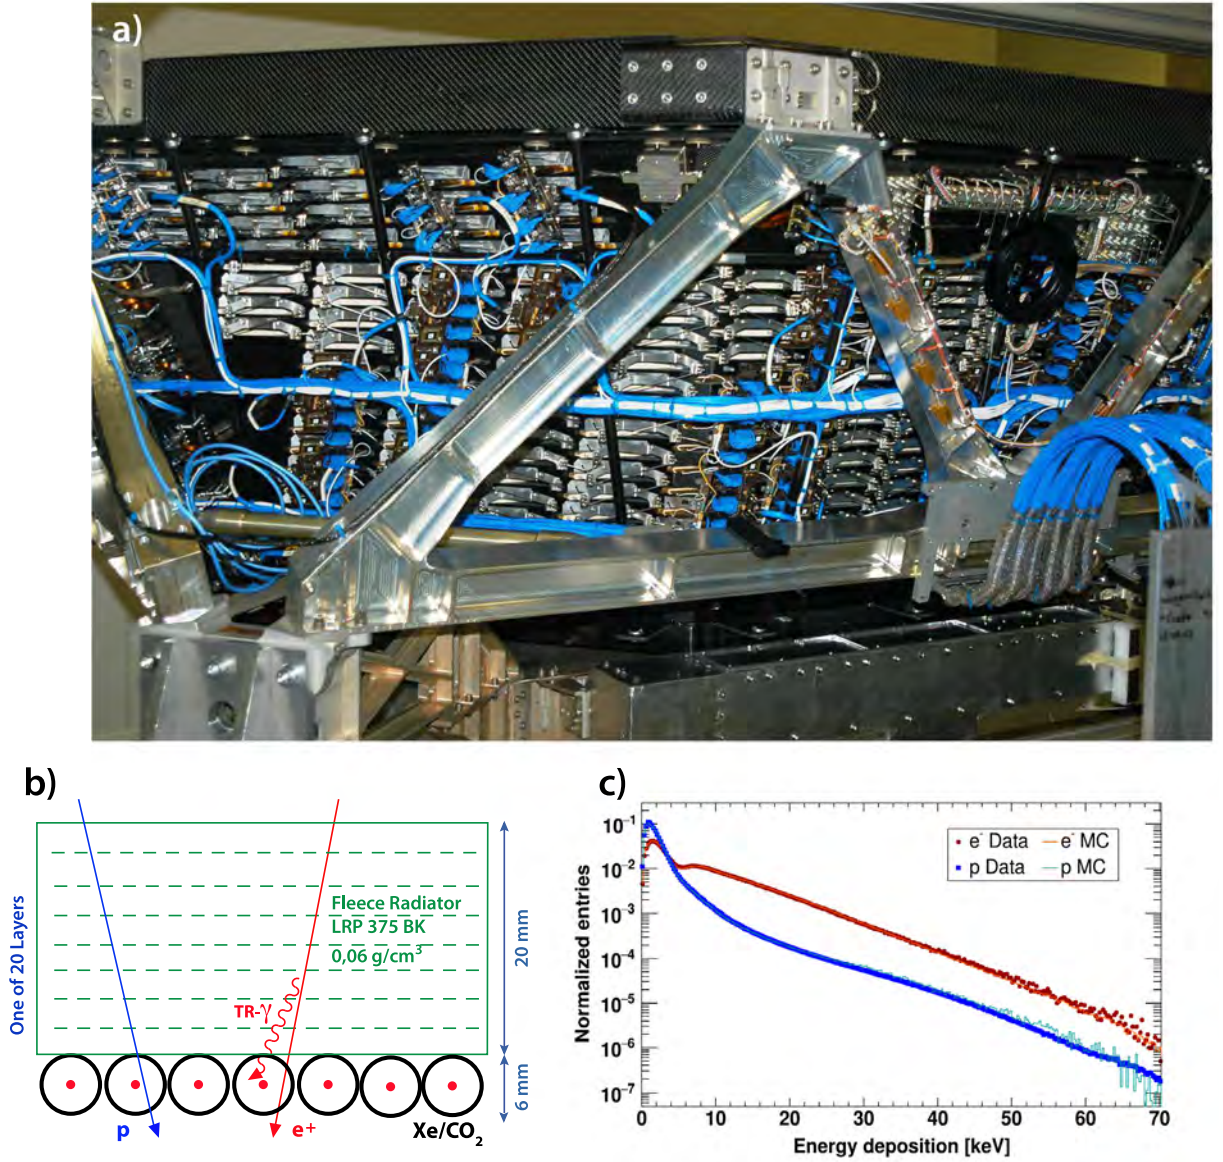 a)
b)
One of 20 Layers
Fleece Radiator
LRP 375 BK
0,06 g/cm³
TR-γ
20 mm
6 mm
p
e⁺
Xe/CO₂
c)
Normalized entries
10⁻¹
10⁻²
10⁻³
10⁻⁴
10⁻⁵
10⁻⁶
10⁻⁷
e⁻ Data
e⁻ MC
p Data
p MC
0 10 20 30 40 50 60 70
Energy deposition [keV]